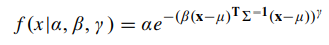 f(x|α, β, γ) = αe^{-(β(𝐱−μ)^𝐓 Σ^{-1}(𝐱−μ))^γ}